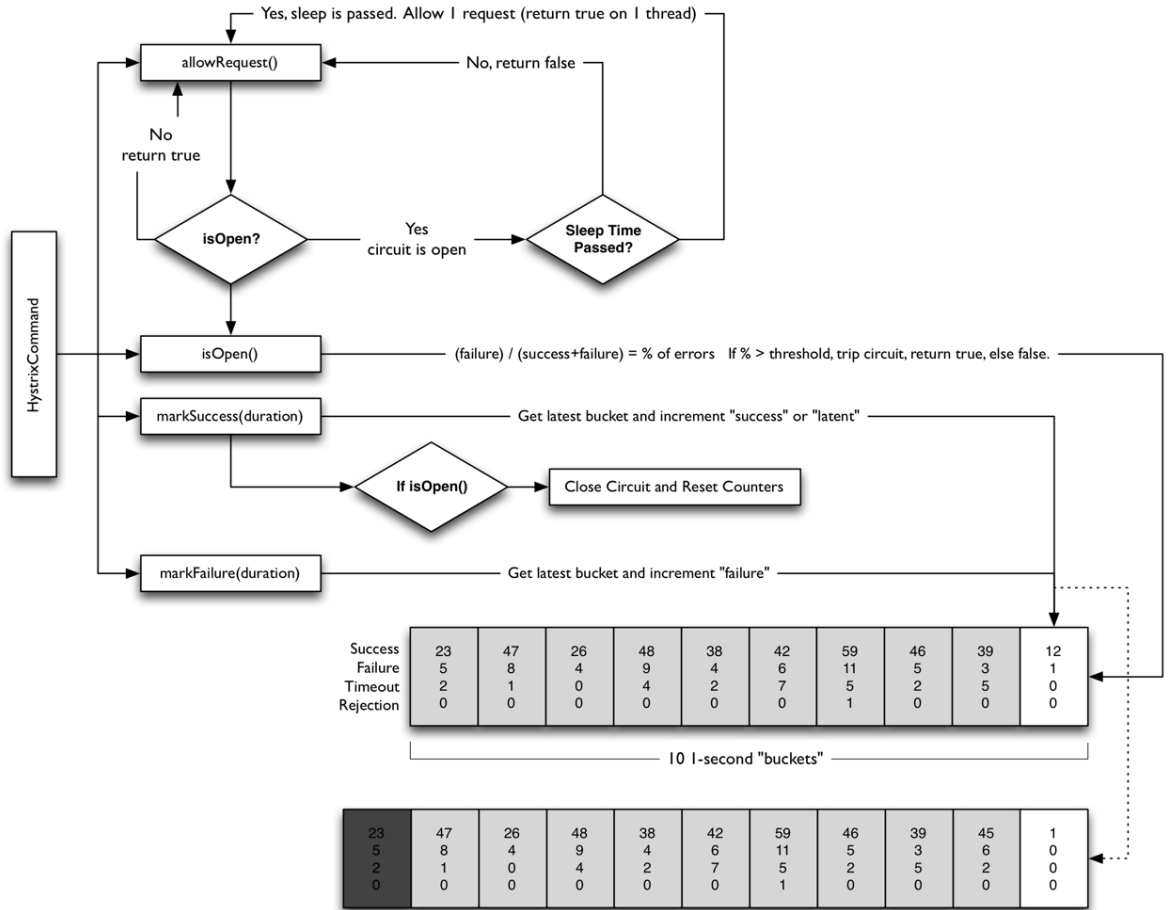 Yes, sleep is passed. Allow 1 request (return true on 1 thread)
allowRequest()
No, return false
No
return true
isOpen?
Yes
circuit is open
Sleep Time
Passed?
HystrixCommand
isOpen()
(failure) / (success+failure) = % of errors If % > threshold, trip circuit, return true, else false.
markSuccess(duration)
Get latest bucket and increment "success" or "latent"
If isOpen()
Close Circuit and Reset Counters
markFailure(duration)
Get latest bucket and increment "failure"
Success 23 47 26 48 38 42 59 46 39 12
Failure 5 8 4 9 4 6 11 5 3 1
Timeout 2 1 0 4 2 7 5 2 5 0
Rejection 0 0 0 0 0 0 1 0 0 0
10 1-second "buckets"
23 47 26 48 38 42 59 46 39 45 1
5 8 4 9 4 6 11 5 3 6 0
2 1 0 4 2 7 5 2 5 2 0
0 0 0 0 0 0 1 0 0 0 0